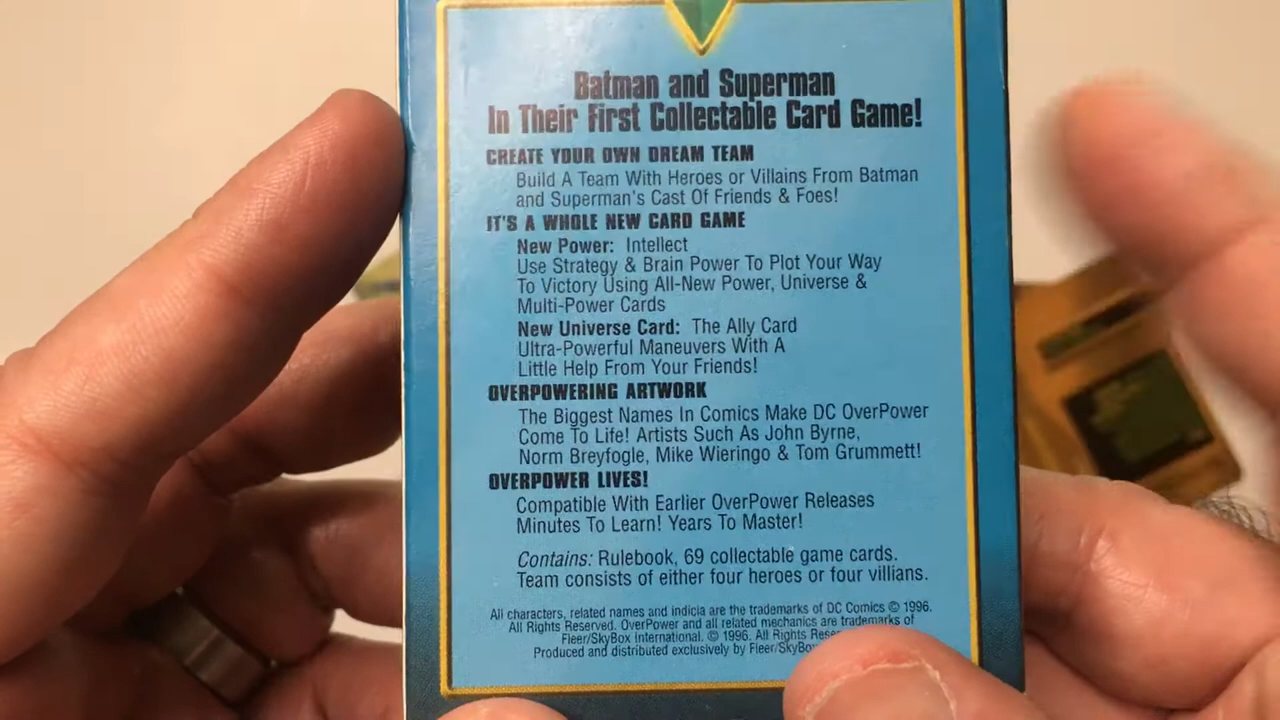 Batman and Superman
In Their First Collectable Card Game!
CREATE YOUR OWN DREAM TEAM
Build A Team With Heroes or Villains From Batman
and Superman's Cast Of Friends & Foes!
IT'S A WHOLE NEW CARD GAME
New Power: Intellect
Use Strategy & Brain Power To Plot Your Way
To Victory Using All-New Power, Universe &
Multi-Power Cards
New Universe Card: The Ally Card
Ultra-Powerful Maneuvers With A
Little Help From Your Friends!
OVERPOWERING ARTWORK
The Biggest Names In Comics Make DC OverPower
Come To Life! Artists Such As John Byrne,
Norm Breyfogle, Mike Wieringo & Tom Grummett!
OVERPOWER LIVES!
Compatible With Earlier OverPower Releases
Minutes To Learn! Years To Master!
Contains: Rulebook, 69 collectable game cards.
Team consists of either four heroes or four villians.
All characters, related names and indicia are the trademarks of DC Comics © 1996.
All Rights Reserved. OverPower and all related mechanics are trademarks of
Fleer/SkyBox International. © 1996. All Rights
Produced and distributed exclusively by